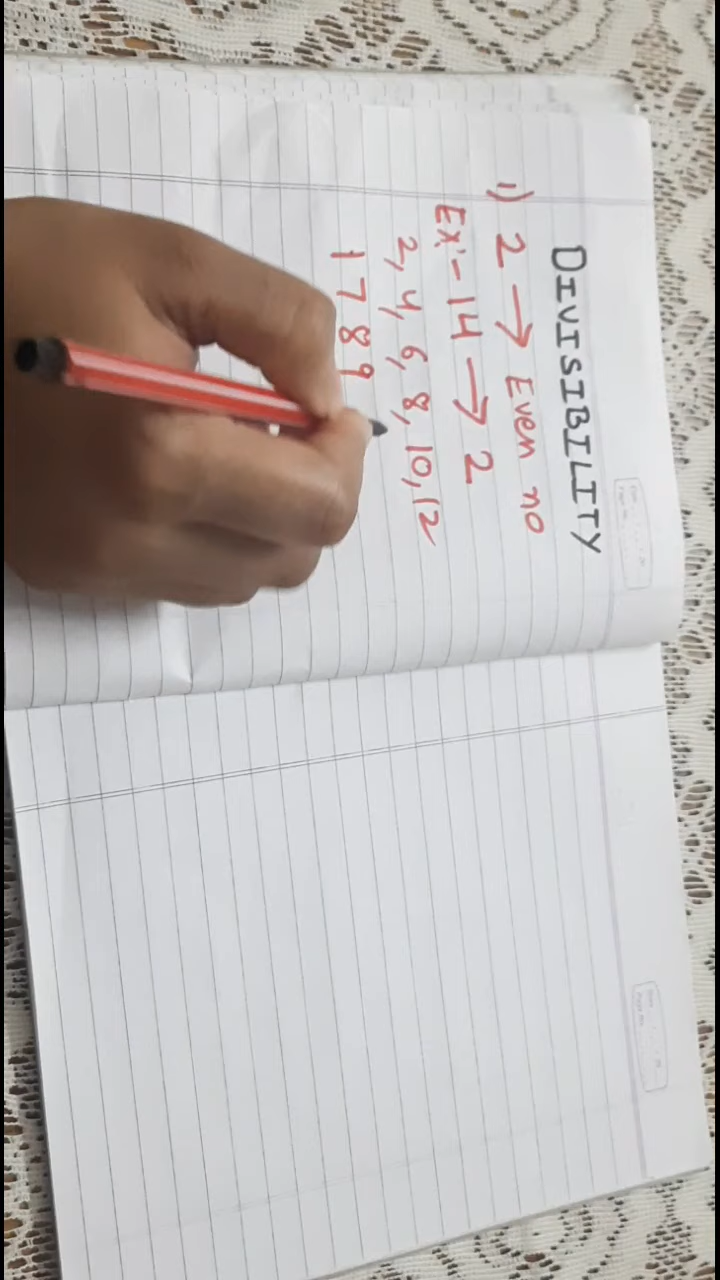 DIVISIBILITY
1) 2 → Even no
Ex:- 14 → 2
2, 4, 6, 8, 10, 12
1789